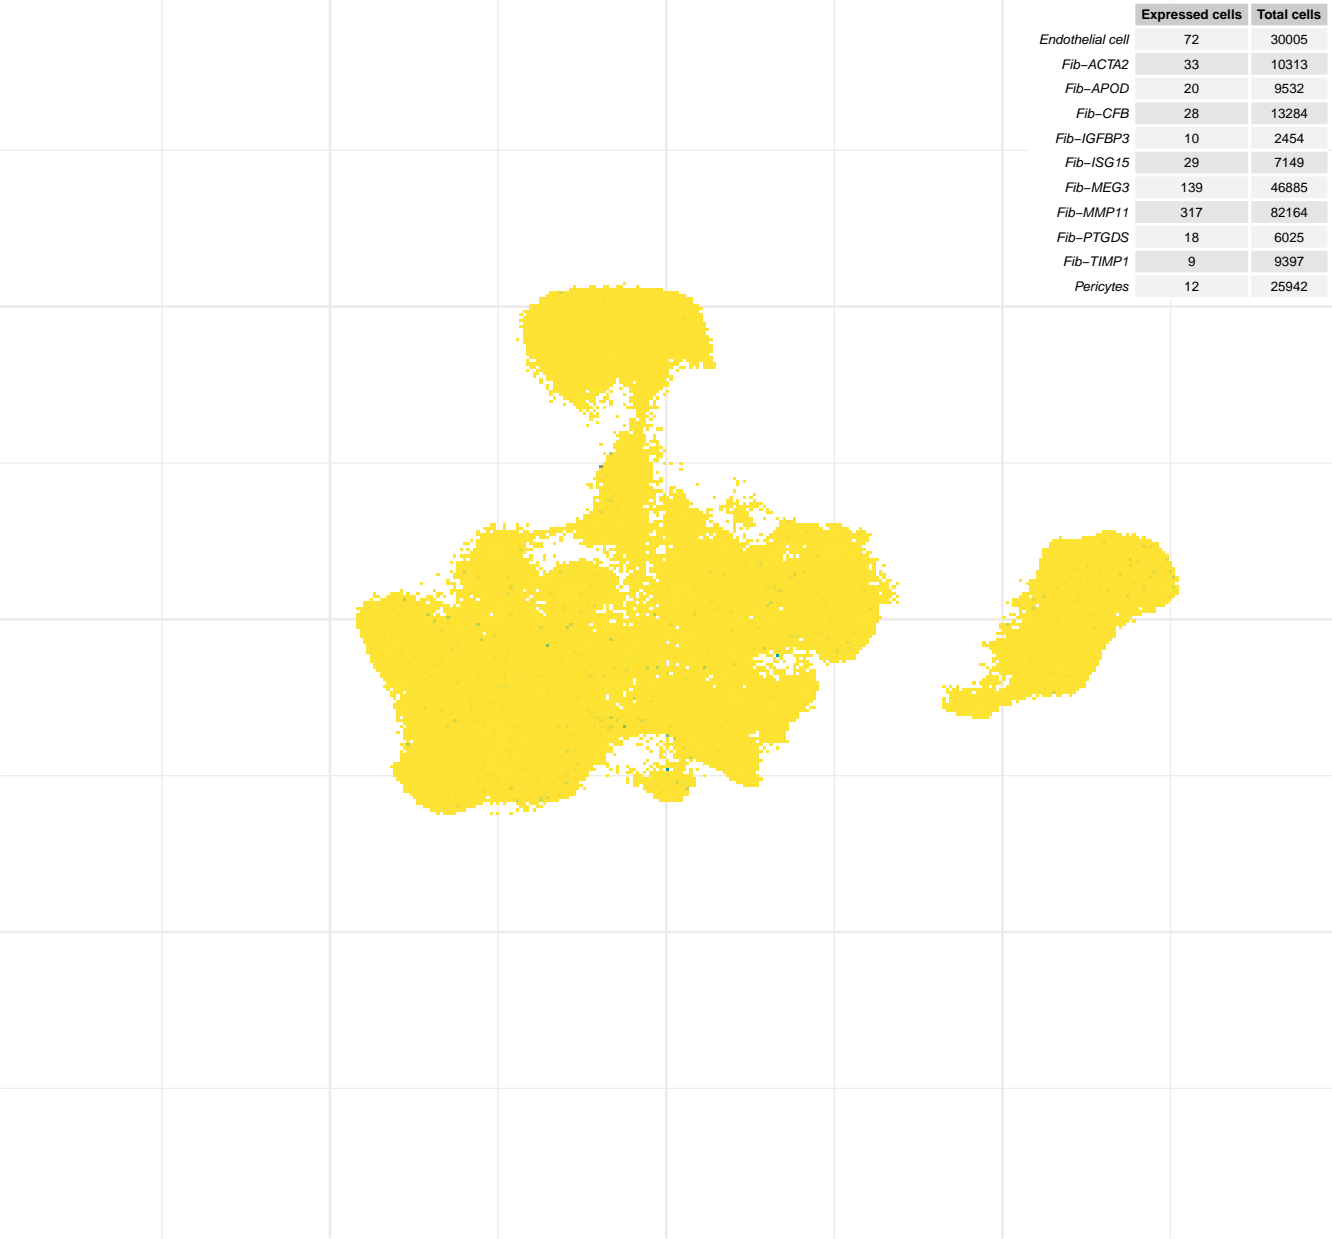 Expressed cells Total cells
Endothelial cell 72 30005
Fib−ACTA2 33 10313
Fib−APOD 20 9532
Fib−CFB 28 13284
Fib−IGFBP3 10 2454
Fib−ISG15 29 7149
Fib−MEG3 139 46885
Fib−MMP11 317 82164
Fib−PTGDS 18 6025
Fib−TIMP1 9 9397
Pericytes 12 25942